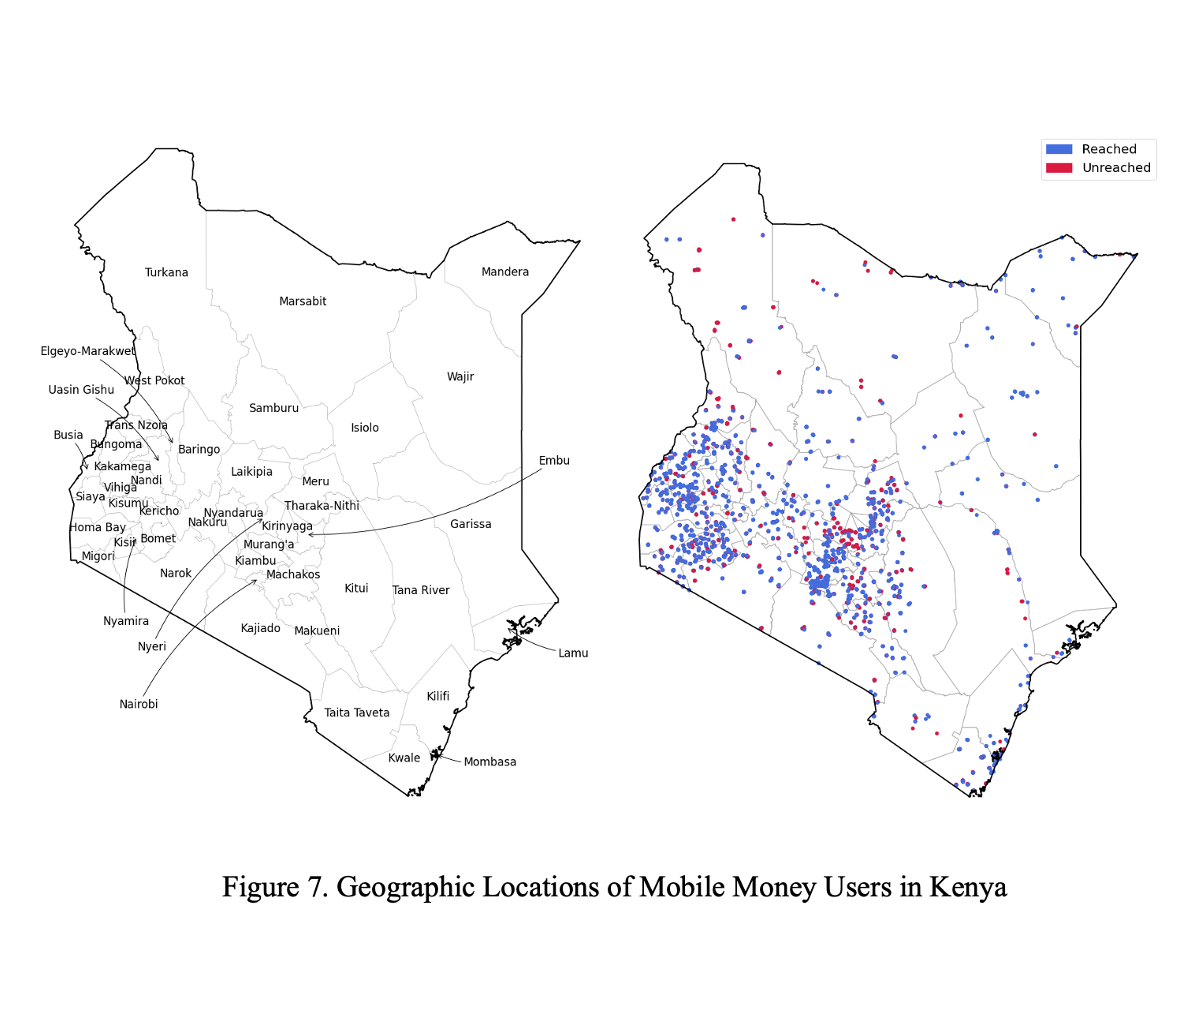 Reached
Unreached
Turkana
Mandera
Marsabit
Elgeyo-Marakwet
West Pokot
Wajir
Uasin Gishu
Samburu
Trans Nzoia
Isiolo
Busia
Bungoma
Baringo
Embu
Kakamega
Laikipia
Nandi
Meru
Vihiga
Siaya
Kisumu
Tharaka-Nithi
Kericho
Nyandarua
Nakuru
Kirinyaga
Garissa
Homa Bay
Kisii
Bomet
Murang'a
Migori
Kiambu
Narok
Machakos
Kitui
Tana River
Nyamira
Kajiado
Makueni
Nyeri
Lamu
Kilifi
Nairobi
Taita Taveta
Kwale
Mombasa
Figure 7. Geographic Locations of Mobile Money Users in Kenya